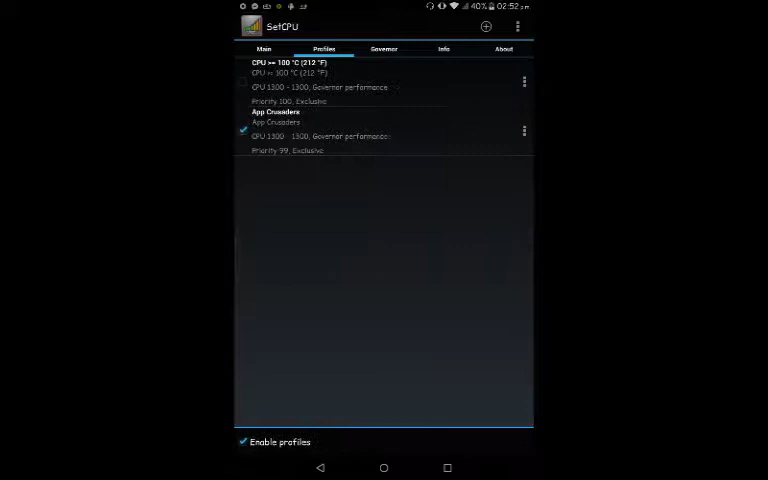 40% 02:52 p.m.
SetCPU
Main Profiles Governor Info About
CPU >= 100 °C (212 °F)
CPU >= 100 °C (212 °F)
CPU 1300 - 1300, Governor performance
Priority 100, Exclusive
App Crusaders
App Crusaders
CPU 1300 - 1300, Governor performance
Priority 99, Exclusive
Enable profiles